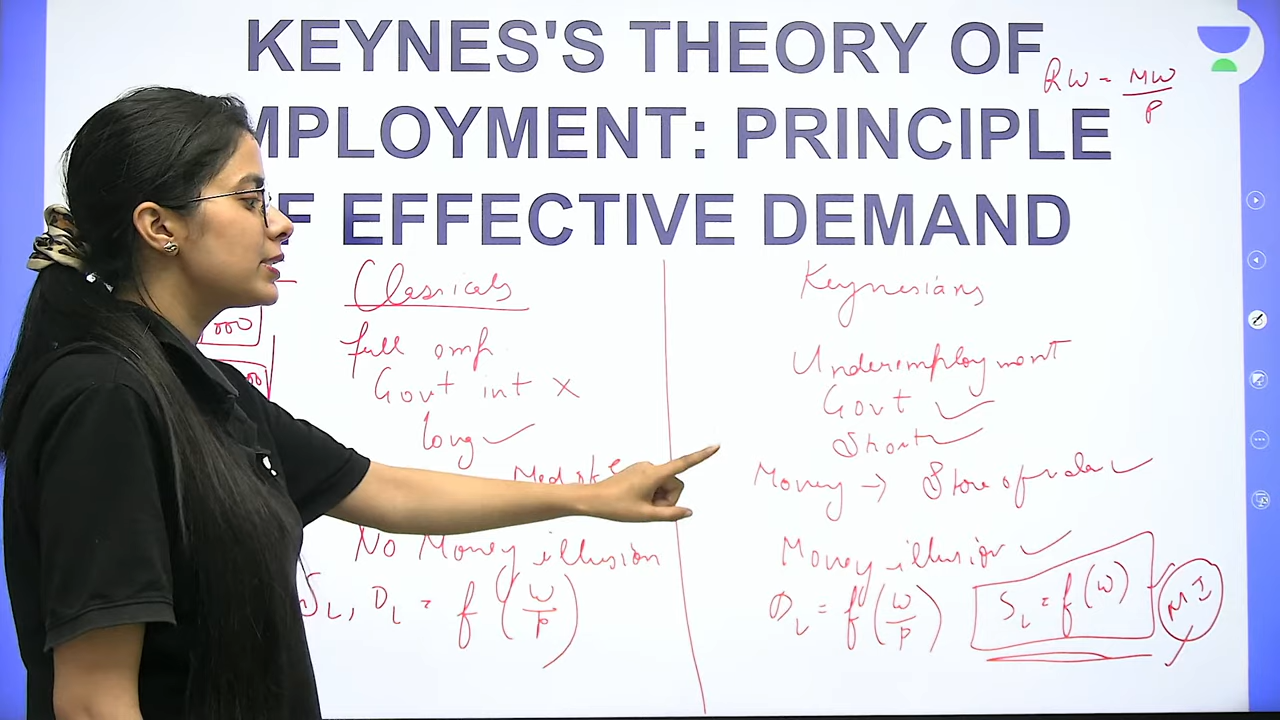 KEYNES'S THEORY OF
RW = MW
P
MPLOYMENT: PRINCIPLE
F EFFECTIVE DEMAND
Classicals
Keynesians
000
full emp
Underemployment
Govt int X
Govt ✓
long ✓
Short ✓
Money → Store of value ✓
No Money illusion
Money illusion ✓
SL, DL = f (W/P)
DL = f (W/P)
SL = f(W)
MI